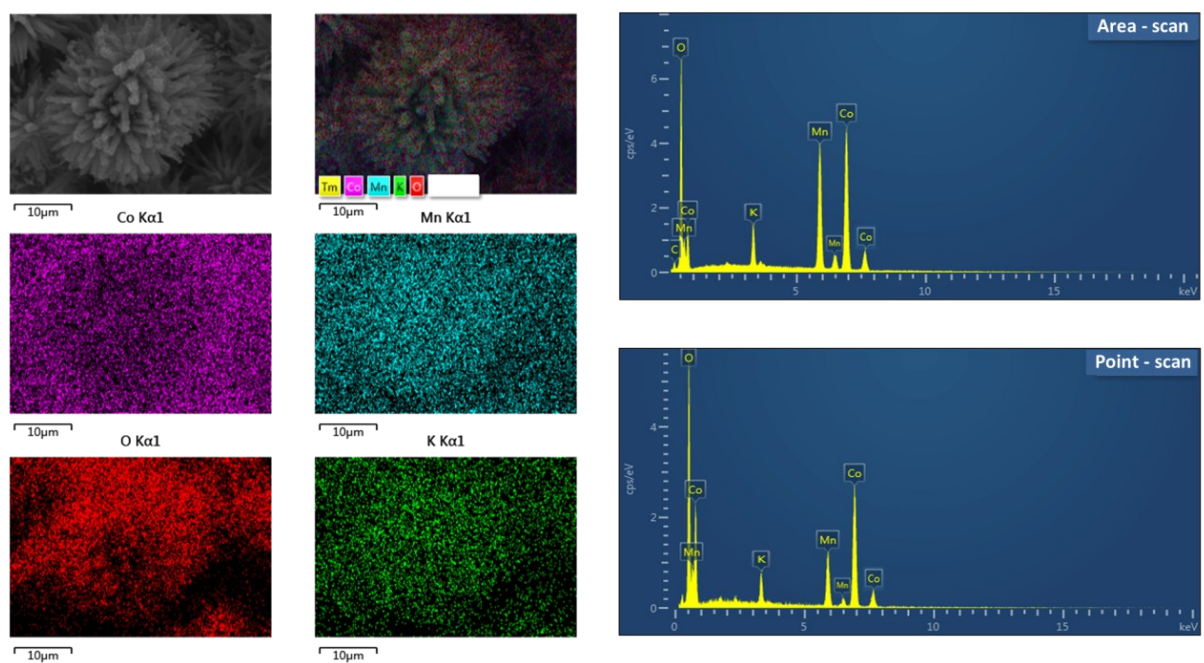 Tm Co Mn K O
10μm
10μm
Co Kα1
Mn Kα1
10μm
10μm
O Kα1
K Kα1
10μm
10μm
Area - scan
cps/eV
6
4
2
0
O
Co
Mn
C
K
Mn
Mn
Co
Co
5
10
15
keV
Point - scan
cps/eV
4
2
0
O
Co
Mn
K
Mn
Mn
Co
Co
0
5
10
15
keV